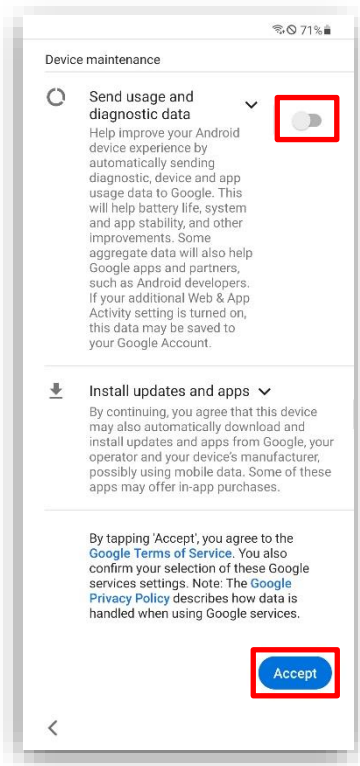 71%
Device maintenance
Send usage and
diagnostic data
Help improve your Android
device experience by
automatically sending
diagnostic, device and app
usage data to Google. This
will help battery life, system
and app stability, and other
improvements. Some
aggregate data will also help
Google apps and partners,
such as Android developers.
If your additional Web & App
Activity setting is turned on,
this data may be saved to
your Google Account.
Install updates and apps
By continuing, you agree that this device
may also automatically download and
install updates and apps from Google, your
operator and your device's manufacturer,
possibly using mobile data. Some of these
apps may offer in-app purchases.
By tapping 'Accept', you agree to the
Google Terms of Service. You also
confirm your selection of these Google
services settings. Note: The Google
Privacy Policy describes how data is
handled when using Google services.
Accept